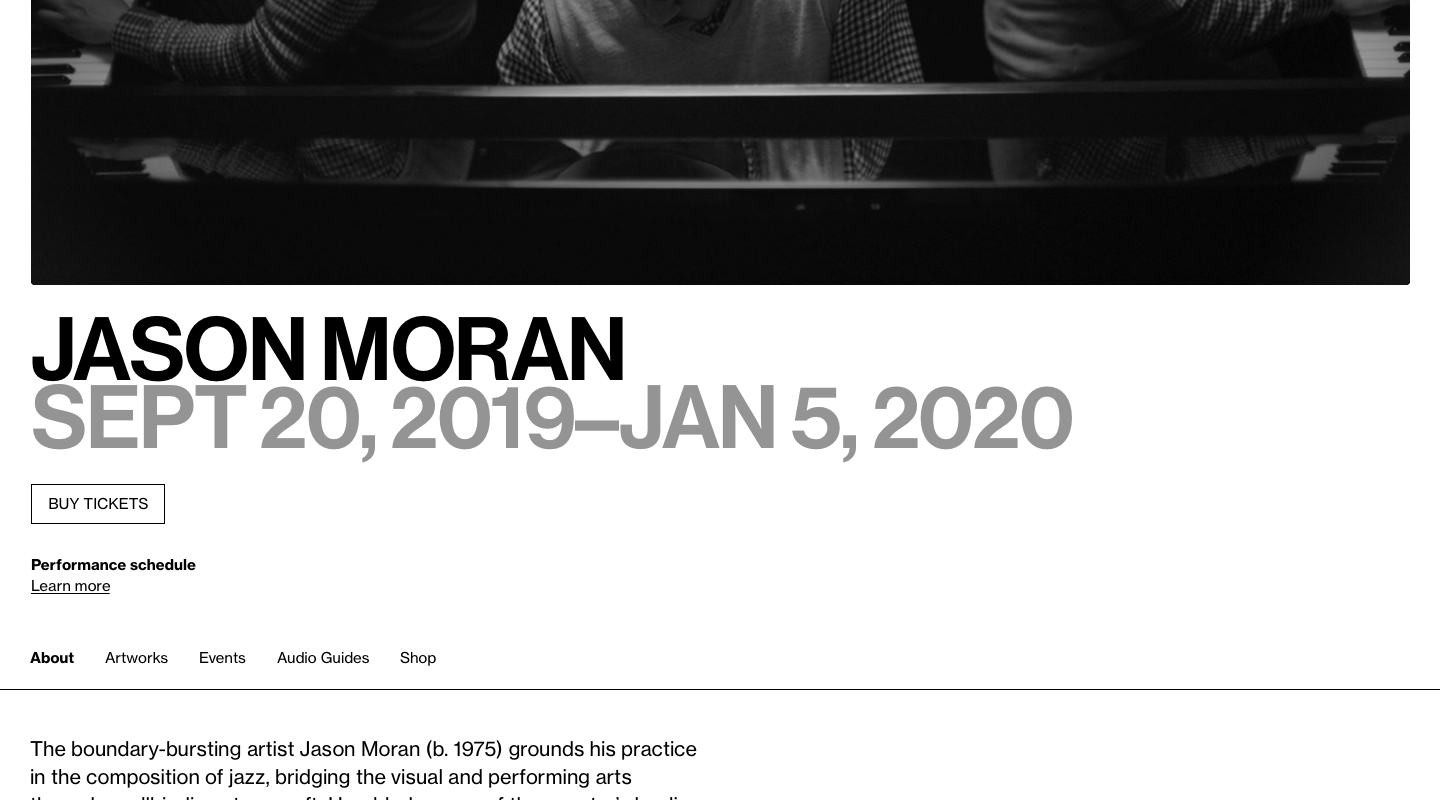 JASON MORAN
SEPT 20, 2019–JAN 5, 2020
BUY TICKETS
Performance schedule
Learn more
About Artworks Events Audio Guides Shop
The boundary-bursting artist Jason Moran (b. 1975) grounds his practice
in the composition of jazz, bridging the visual and performing arts